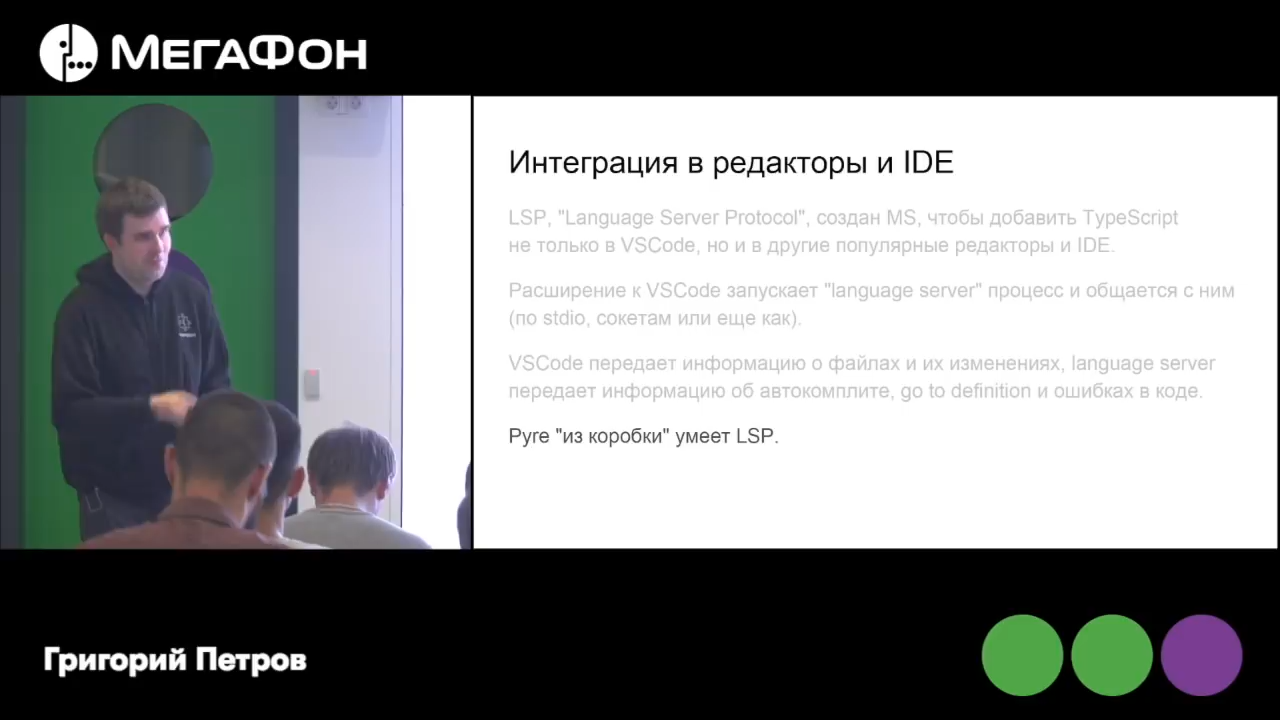 МЕГАФОН
Интеграция в редакторы и IDE
LSP, "Language Server Protocol", создан MS, чтобы добавить TypeScript
не только в VSCode, но и в другие популярные редакторы и IDE.
Расширение к VSCode запускает "language server" процесс и общается с ним
(по stdio, сокетам или еще как).
VSCode передает информацию о файлах и их изменениях, language server
передает информацию об автокомплите, go to definition и ошибках в коде.
Pyre "из коробки" умеет LSP.
Григорий Петров